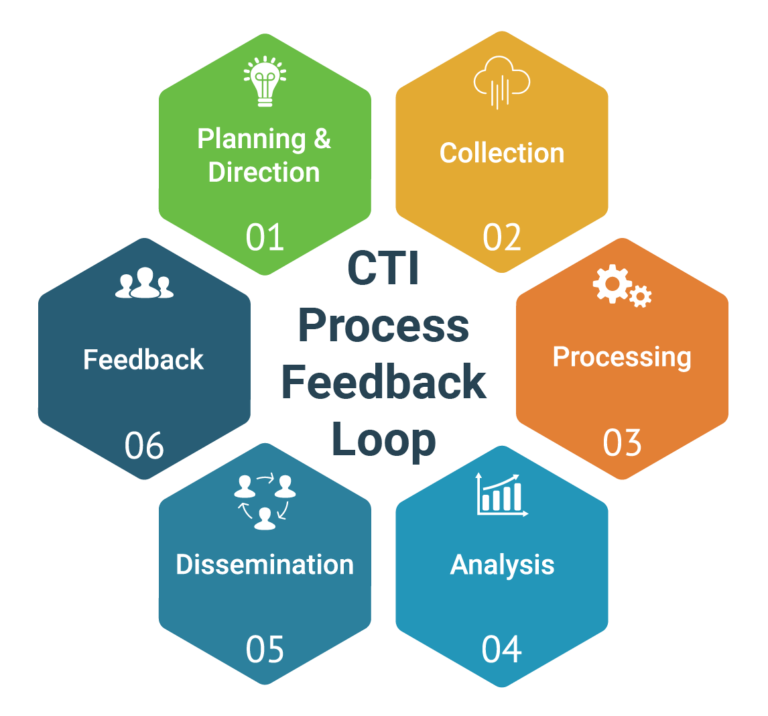 Planning &
Direction
01
Collection
02
Processing
03
Analysis
04
Dissemination
05
Feedback
06
CTI
Process
Feedback
Loop